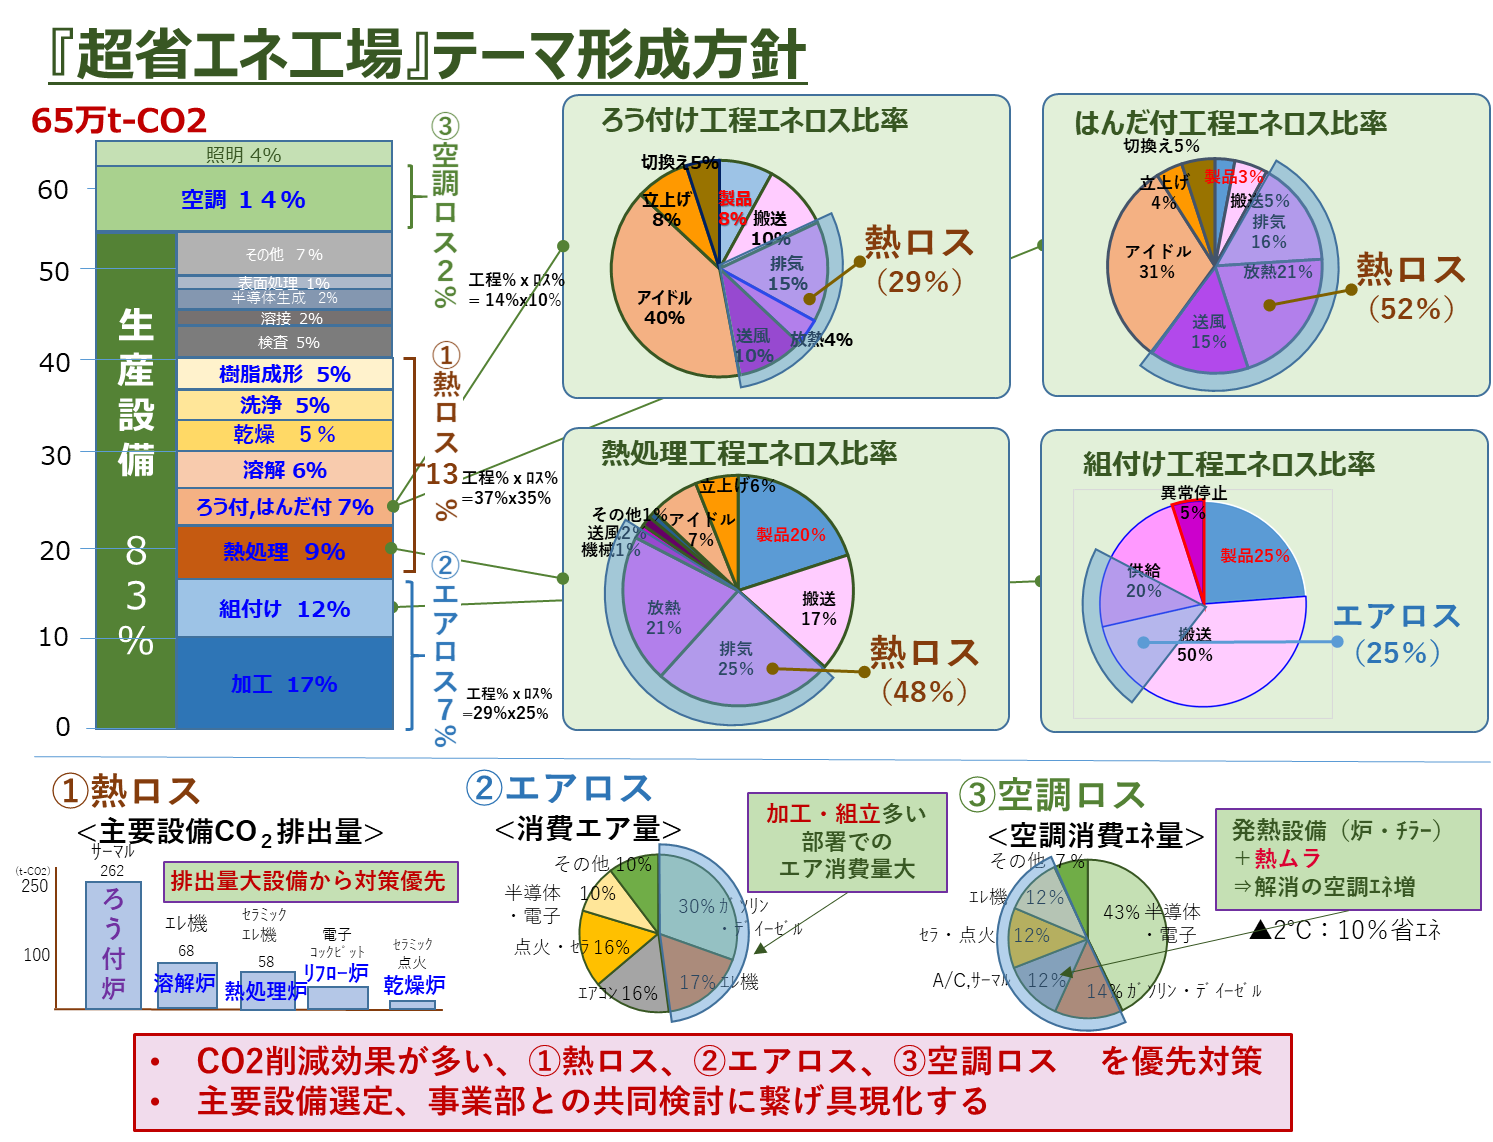 『超省エネ工場』テーマ形成方針
65万t-CO2
60
50
40
30
20
10
0
照明 4%
空調 １４%
生産設備 83%
その他 7%
表面処理 1%
半導体生成 2%
溶接 2%
検査 5%
樹脂成形 5%
洗浄 5%
乾燥 ５%
溶解 6%
ろう付,はんだ付 7%
熱処理 9%
組付け 12%
加工 17%
③空調ロス2%
工程%ｘﾛｽ%
= 14%x10%
①熱ロス13%
工程%ｘﾛｽ%
=37%x35%
②エアロス7%
工程%ｘﾛｽ%
=29%x25%
ろう付け工程エネロス比率
切換え5%
製品
8%
搬送
10%
排気
15%
放熱4%
送風
10%
アイドル
40%
立上げ
8%
熱ロス
（29%）
はんだ付工程エネロス比率
切換え5%
製品3%
搬送5%
排気
16%
放熱21%
送風
15%
アイドル
31%
立上げ
4%
熱ロス
（52%）
熱処理工程エネロス比率
立上げ6%
製品20%
搬送
17%
排気
25%
放熱
21%
機械1%
送風2%
その他1%
アイドル
7%
熱ロス
（48%）
組付け工程エネロス比率
異常停止
5%
製品25%
搬送
50%
供給
20%
エアロス
（25%）
①熱ロス
<主要設備CO2排出量>
(t-CO2)
250
100
排出量大設備から対策優先
ｻｰﾏﾙ
262
ろう付炉
ｴﾚ機
68
溶解炉
ｾﾗﾐｯｸ
ｴﾚ機
58
熱処理炉
電子
ｺｯｸﾋﾟｯﾄ
ﾘﾌﾛｰ炉
ｾﾗﾐｯｸ
点火
乾燥炉
②エアロス
<消費エア量>
その他 10%
半導体
・電子
10%
点火・ｾﾗ 16%
ｴｱｺﾝ 16%
17% ｴﾚ機
30% ｶﾞｿﾘﾝ
・ﾃﾞｨｰｾﾞﾙ
加工・組立多い
部署での
エア消費量大
③空調ロス
<空調消費ｴﾈ量>
その他 7 %
ｴﾚ機 12%
ｾﾗ・点火 12%
A/C,ｻｰﾏﾙ 12%
14% ｶﾞｿﾘﾝ・ﾃﾞｨｰｾﾞﾙ
43% 半導体
・電子
発熱設備（炉・ﾁﾗｰ）
＋熱ムラ
⇒解消の空調ｴﾈ増
▲2℃：10%省ｴﾈ
• CO2削減効果が多い、①熱ロス、②エアロス、③空調ロス を優先対策
• 主要設備選定、事業部との共同検討に繋げ具現化する